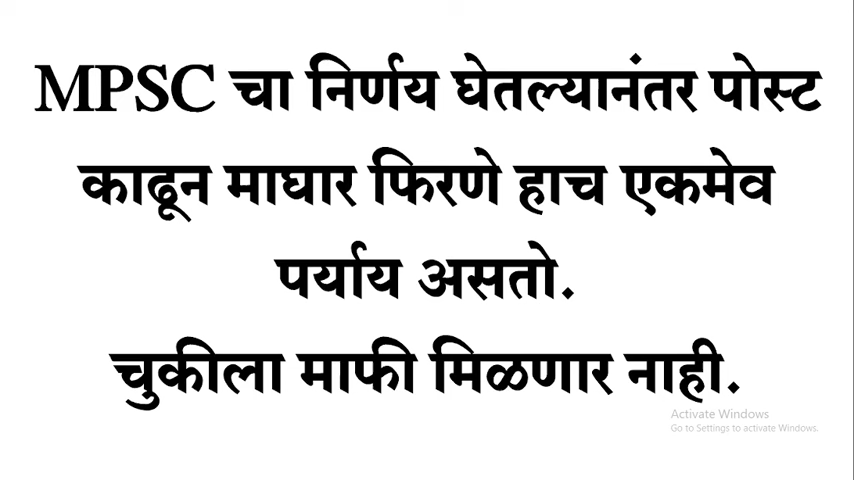 MPSC चा निर्णय घेतल्यानंतर पोस्ट
काढून माघार फिरणे हाच एकमेव
पर्याय असतो.
चुकीला माफी मिळणार नाही.
Activate Windows
Go to Settings to activate Windows.